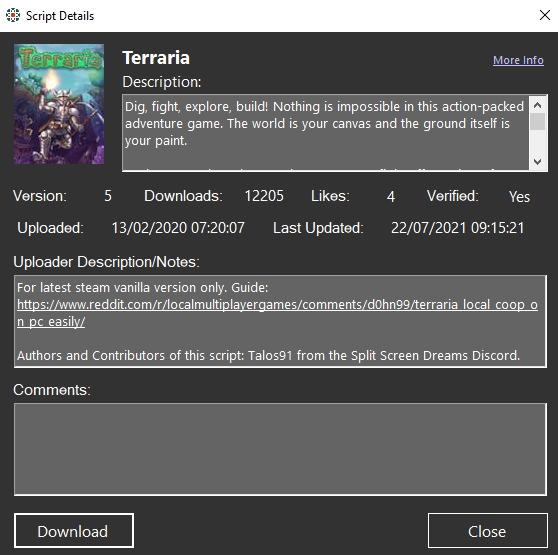 Script Details
Terraria
Terraria
More Info
Description:
Dig, fight, explore, build! Nothing is impossible in this action-packed
adventure game. The world is your canvas and the ground itself is
your paint.
Version: 5 Downloads: 12205 Likes: 4 Verified: Yes
Uploaded: 13/02/2020 07:20:07 Last Updated: 22/07/2021 09:15:21
Uploader Description/Notes:
For latest steam vanilla version only. Guide:
https://www.reddit.com/r/localmultiplayergames/comments/d0hn99/terraria_local_coop_o
n_pc_easily/
Authors and Contributors of this script: Talos91 from the Split Screen Dreams Discord.
Comments:
Download
Close